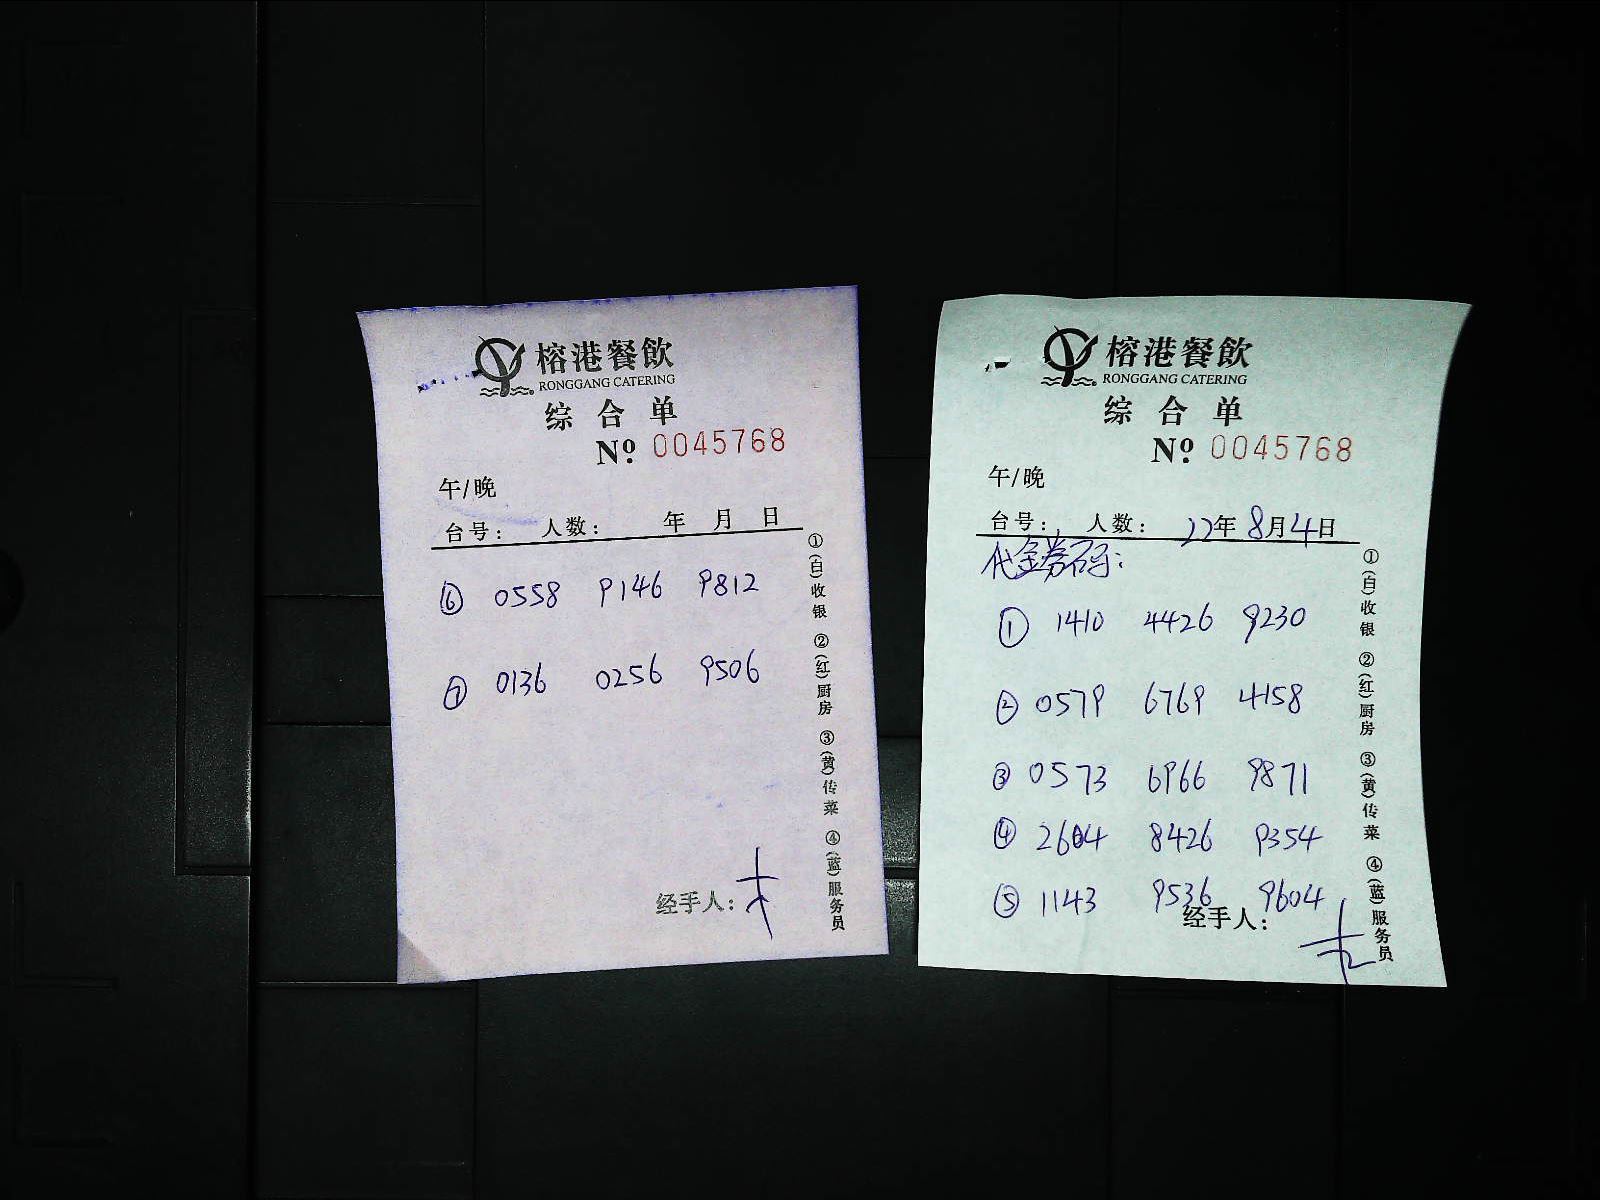 榕港餐飲
RONGGANG CATERING
综合单
Nº. 0045768
午/晚
台号: 人数: 年 月 日
⑥ 0558 9146 9812
⑦ 0136 0256 9506
经手人:
①(白)收银 ②(红)厨房 ③(黄)传菜 ④(蓝)服务员
榕港餐飲
RONGGANG CATERING
综合单
Nº. 0045768
午/晚
台号: 人数: 22年8月4日
代金券码:
① 1410 4426 9230
② 0579 6769 4158
③ 0573 6966 9871
④ 2604 8426 9354
⑤ 1143 9536 9604
经手人:
①(白)收银 ②(红)厨房 ③(黄)传菜 ④(蓝)服务员